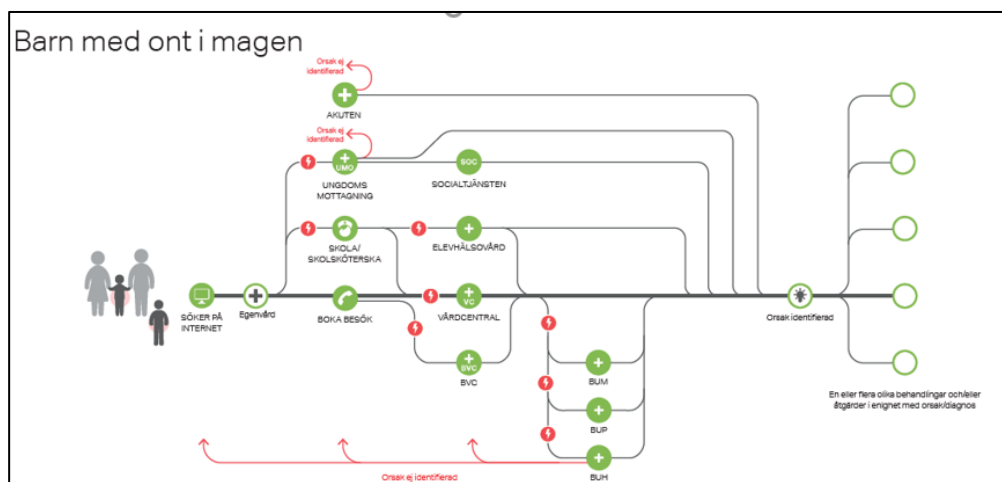 Barn med ont i magen
Orsak ej
identifierad
AKUTEN
Orsak ej
identifierad
UMO
UNGDOMS
MOTTAGNING
SOC
SOCIALTJÄNSTEN
SKOLA/
SKOLSKÖTERSKA
ELEVHÄLSOVÅRD
SÖKER PÅ
INTERNET
Egenvård
BOKA BESÖK
VC
VÅRDCENTRAL
Orsak identifierad
BVC
BVC
BUM
BUP
BUH
En eller flera olika behandlingar och/eller
åtgärder i enighet med orsak/diagnos
Orsak ej identifierad